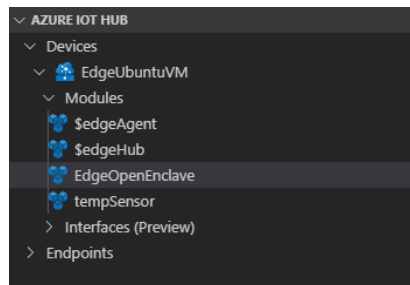 AZURE IOT HUB
Devices
EdgeUbuntuVM
Modules
$edgeAgent
$edgeHub
EdgeOpenEnclave
tempSensor
Interfaces (Preview)
Endpoints